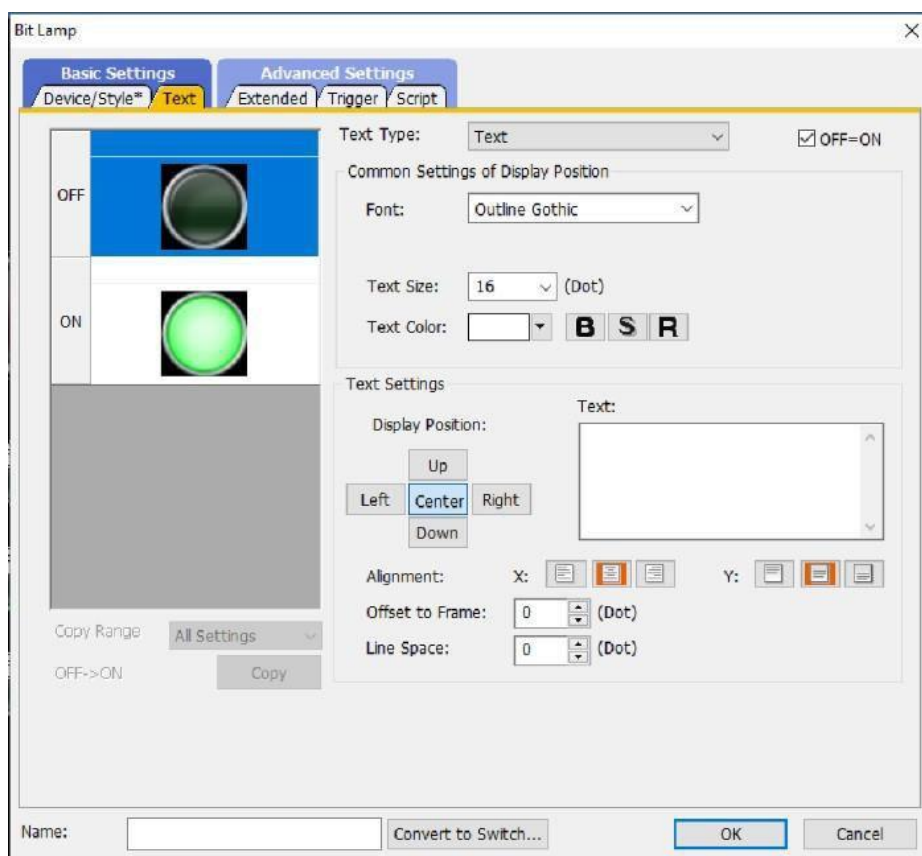 Bit Lamp
Basic Settings
Advanced Settings
Device/Style*
Text
Extended
Trigger
Script
OFF
ON
Text Type:
Text
OFF=ON
Common Settings of Display Position
Font:
Outline Gothic
Text Size:
16
(Dot)
Text Color:
B
S
R
Text Settings
Display Position:
Text:
Up
Left
Center
Right
Down
Alignment:
X:
Y:
Offset to Frame:
0
(Dot)
Line Space:
0
(Dot)
Copy Range
All Settings
OFF->ON
Copy
Name:
Convert to Switch...
OK
Cancel